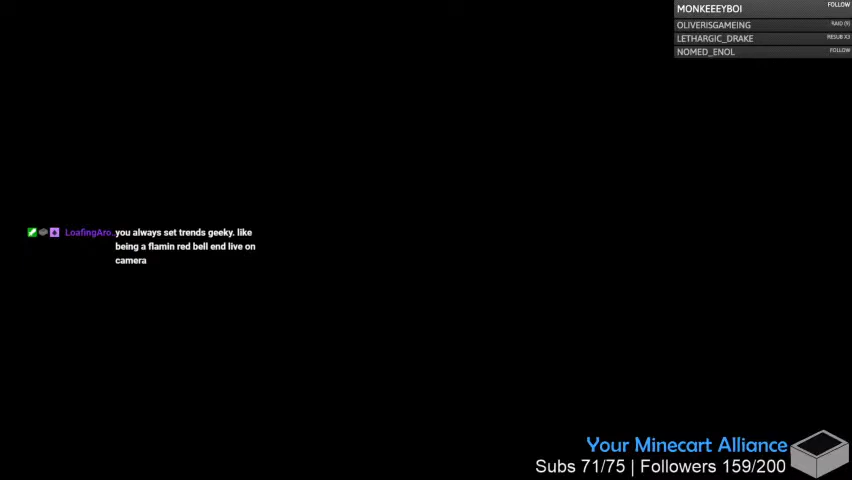 MONKEEEYBOI FOLLOW
OLIVERISGAMEING RAID (9)
LETHARGIC_DRAKE RESUB X3
NOMED_ENOL FOLLOW
LoafingAro.. you always set trends geeky. like
being a flamin red bell end live on
camera
Your Minecart Alliance
Subs 71/75 | Followers 159/200